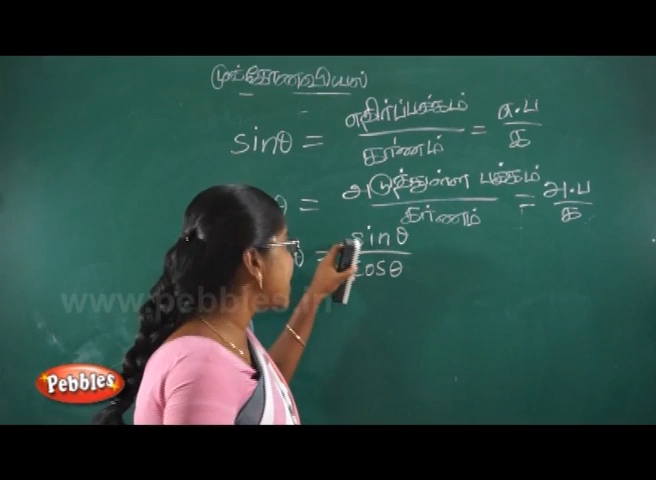 முக்கோணவியல்
sinθ = எதிர்ப்பக்கம் / கர்ணம் = எ.ப / க
θ = அடுத்துள்ள பக்கம் / கர்ணம் = அ.ப / க
θ = sinθ / cosθ
www.pebbles.in
Pebbles